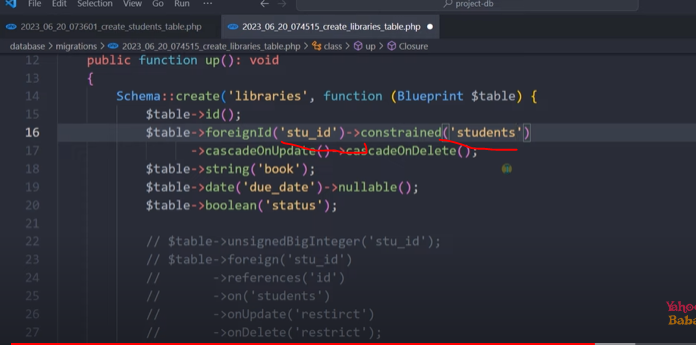 File Edit Selection View Go Run
project-db
2023_06_20_073601_create_students_table.php
2023_06_20_074515_create_libraries_table.php
database > migrations > 2023_06_20_074515_create_libraries_table.php > class > up > Closure
12 public function up(): void
13 {
14 Schema::create('libraries', function (Blueprint $table) {
15 $table->id();
16 $table->foreignId('stu_id')->constrained('students')
17 ->cascadeOnUpdate()->cascadeOnDelete();
18 $table->string('book');
19 $table->date('due_date')->nullable();
20 $table->boolean('status');
21
22 // $table->unsignedBigInteger('stu_id');
23 // $table->foreign('stu_id')
24 // ->references('id')
25 // ->on('students')
26 // ->onUpdate('restirct')
27 // ->onDelete('restrict');
Yahoo
Baba